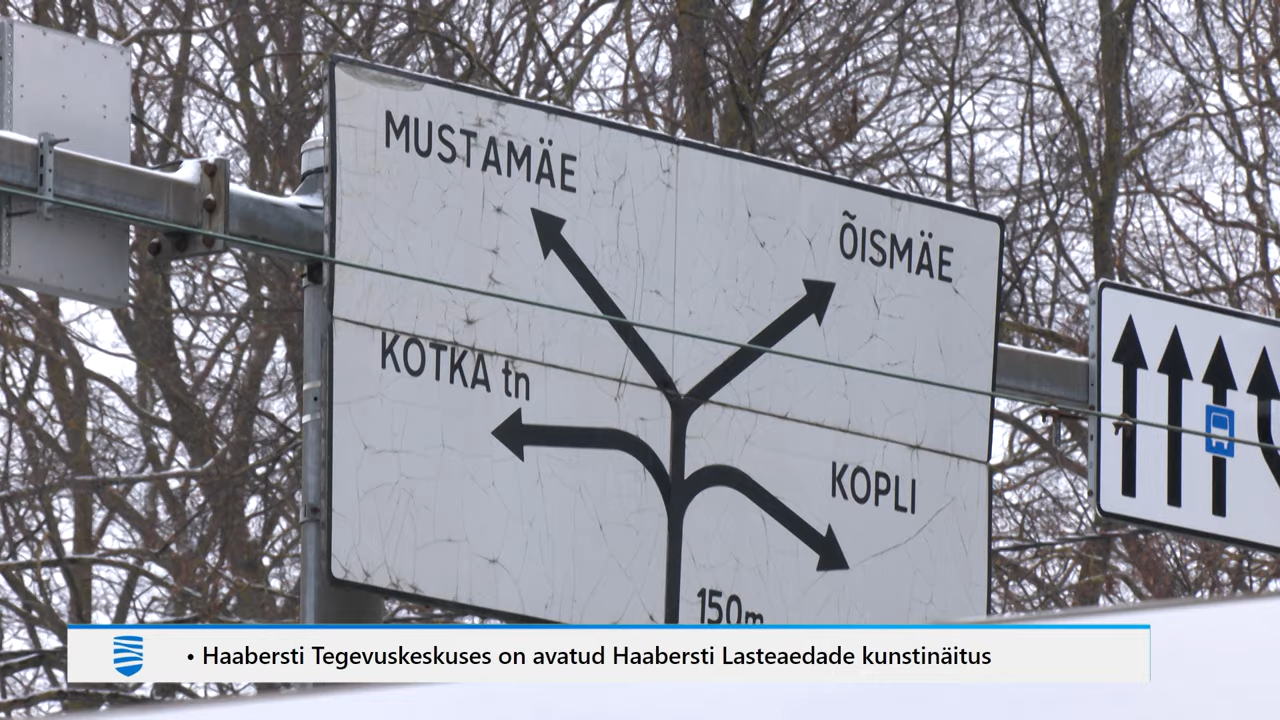 MUSTAMÄE
ÕISMÄE
KOTKA tn
KOPLI
150m
• Haabersti Tegevuskeskuses on avatud Haabersti Lasteaedade kunstinäitus